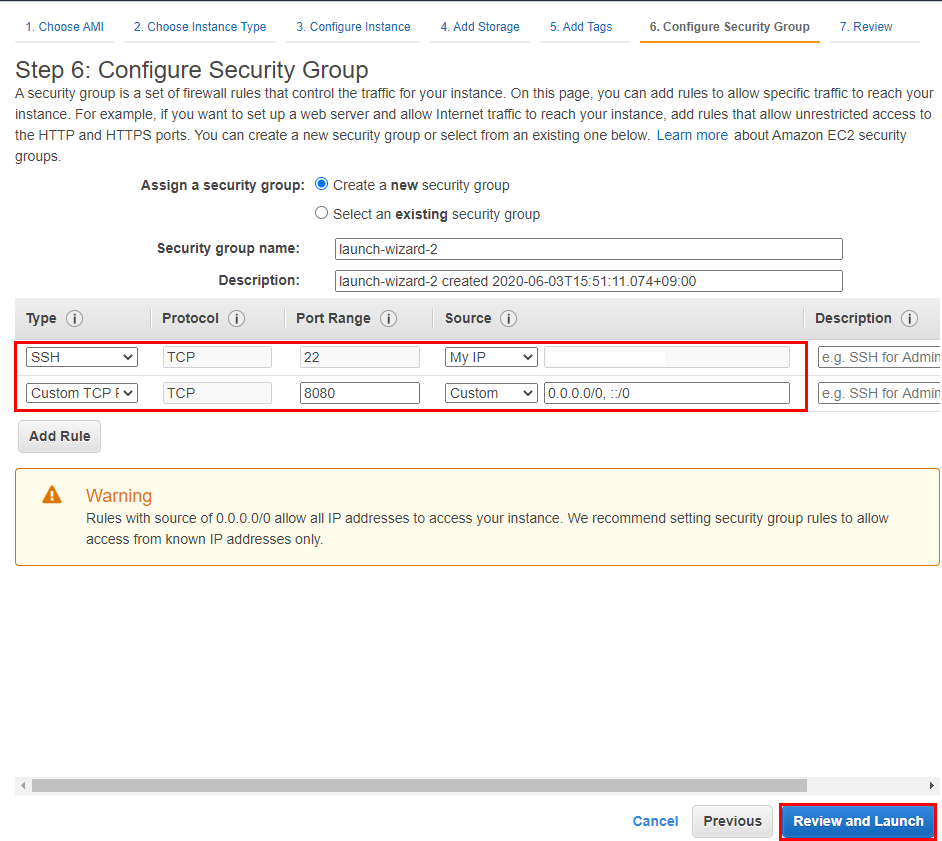 1. Choose AMI 2. Choose Instance Type 3. Configure Instance 4. Add Storage 5. Add Tags 6. Configure Security Group 7. Review
Step 6: Configure Security Group
A security group is a set of firewall rules that control the traffic for your instance. On this page, you can add rules to allow specific traffic to reach your
instance. For example, if you want to set up a web server and allow Internet traffic to reach your instance, add rules that allow unrestricted access to
the HTTP and HTTPS ports. You can create a new security group or select from an existing one below. Learn more about Amazon EC2 security
groups.
Assign a security group: Create a new security group
Select an existing security group
Security group name: launch-wizard-2
Description: launch-wizard-2 created 2020-06-03T15:51:11.074+09:00
Type Protocol Port Range Source Description
SSH TCP 22 My IP e.g. SSH for Admin
Custom TCP F TCP 8080 Custom 0.0.0.0/0, ::/0 e.g. SSH for Admin
Add Rule
Warning
Rules with source of 0.0.0.0/0 allow all IP addresses to access your instance. We recommend setting security group rules to allow
access from known IP addresses only.
Cancel Previous Review and Launch